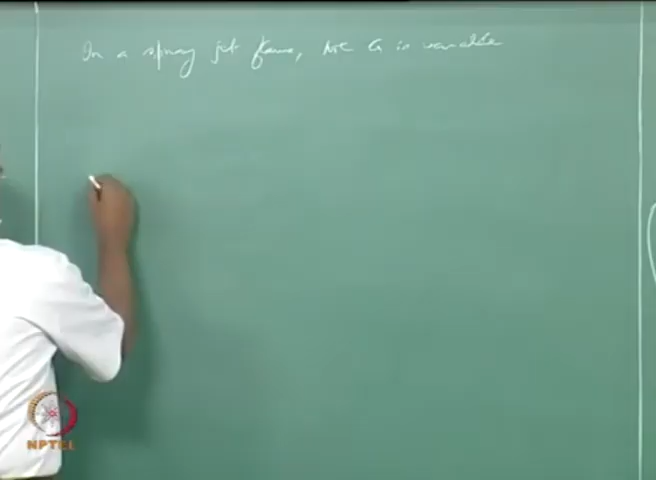 In a spray jet flame, the G is variable
NPTEL